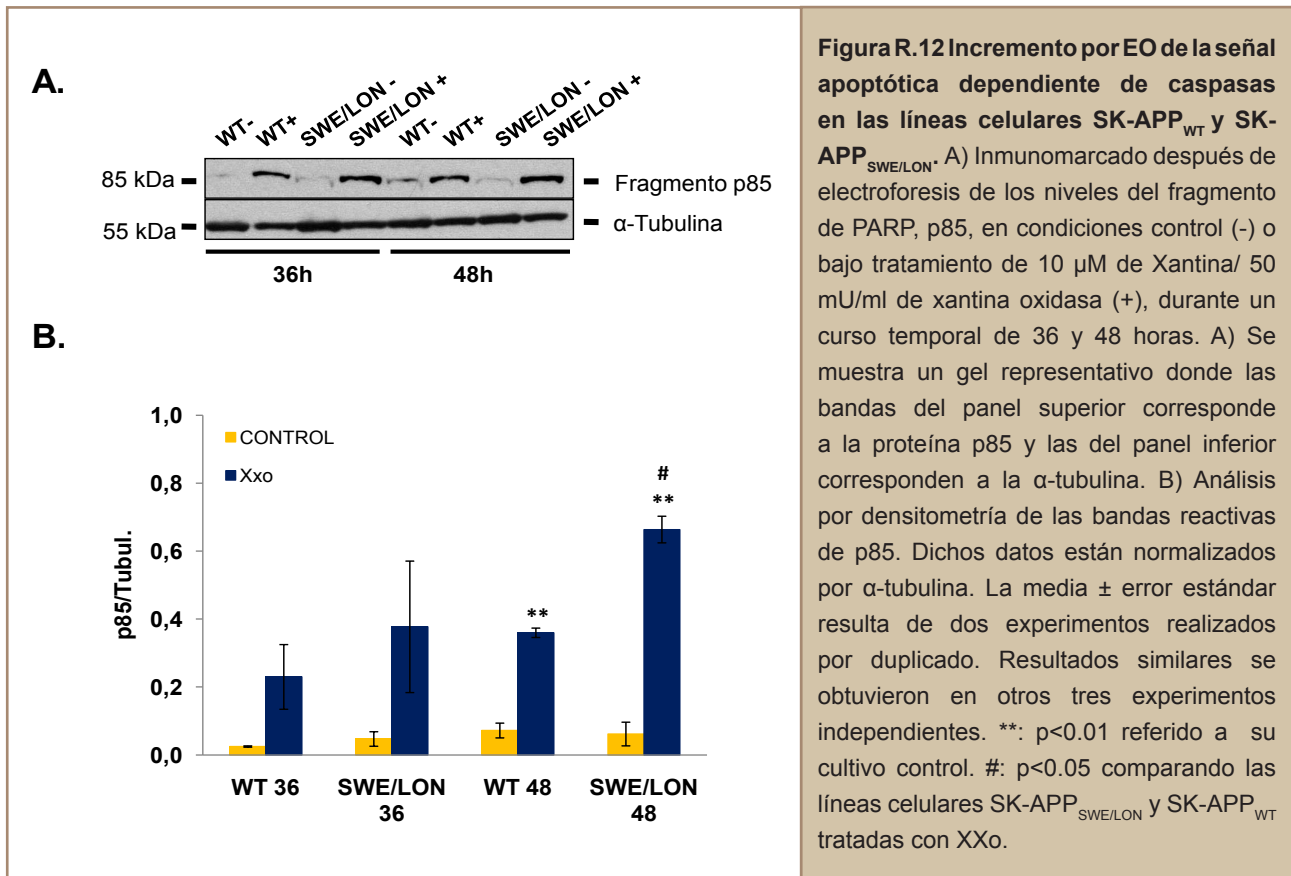 A.
WT-
WT+
SWE/LON -
SWE/LON +
WT-
WT+
SWE/LON -
SWE/LON +
85 kDa
Fragmento p85
55 kDa
α-Tubulina
36h
48h
B.
1,0
0,8
0,6
0,4
0,2
0,0
p85/Tubul.
CONTROL
Xxo
**
#
**
WT 36
SWE/LON
36
WT 48
SWE/LON
48
Figura R.12 Incremento por EO de la señal
apoptótica dependiente de caspasas
en las líneas celulares SK-APPWT y SK-
APPSWE/LON. A) Inmunomarcado después de
electroforesis de los niveles del fragmento
de PARP, p85, en condiciones control (-) o
bajo tratamiento de 10 µM de Xantina/ 50
mU/ml de xantina oxidasa (+), durante un
curso temporal de 36 y 48 horas. A) Se
muestra un gel representativo donde las
bandas del panel superior corresponde
a la proteína p85 y las del panel inferior
corresponden a la α-tubulina. B) Análisis
por densitometría de las bandas reactivas
de p85. Dichos datos están normalizados
por α-tubulina. La media ± error estándar
resulta de dos experimentos realizados
por duplicado. Resultados similares se
obtuvieron en otros tres experimentos
independientes. **: p<0.01 referido a su
cultivo control. #: p<0.05 comparando las
líneas celulares SK-APPSWE/LON y SK-APPWT
tratadas con XXo.